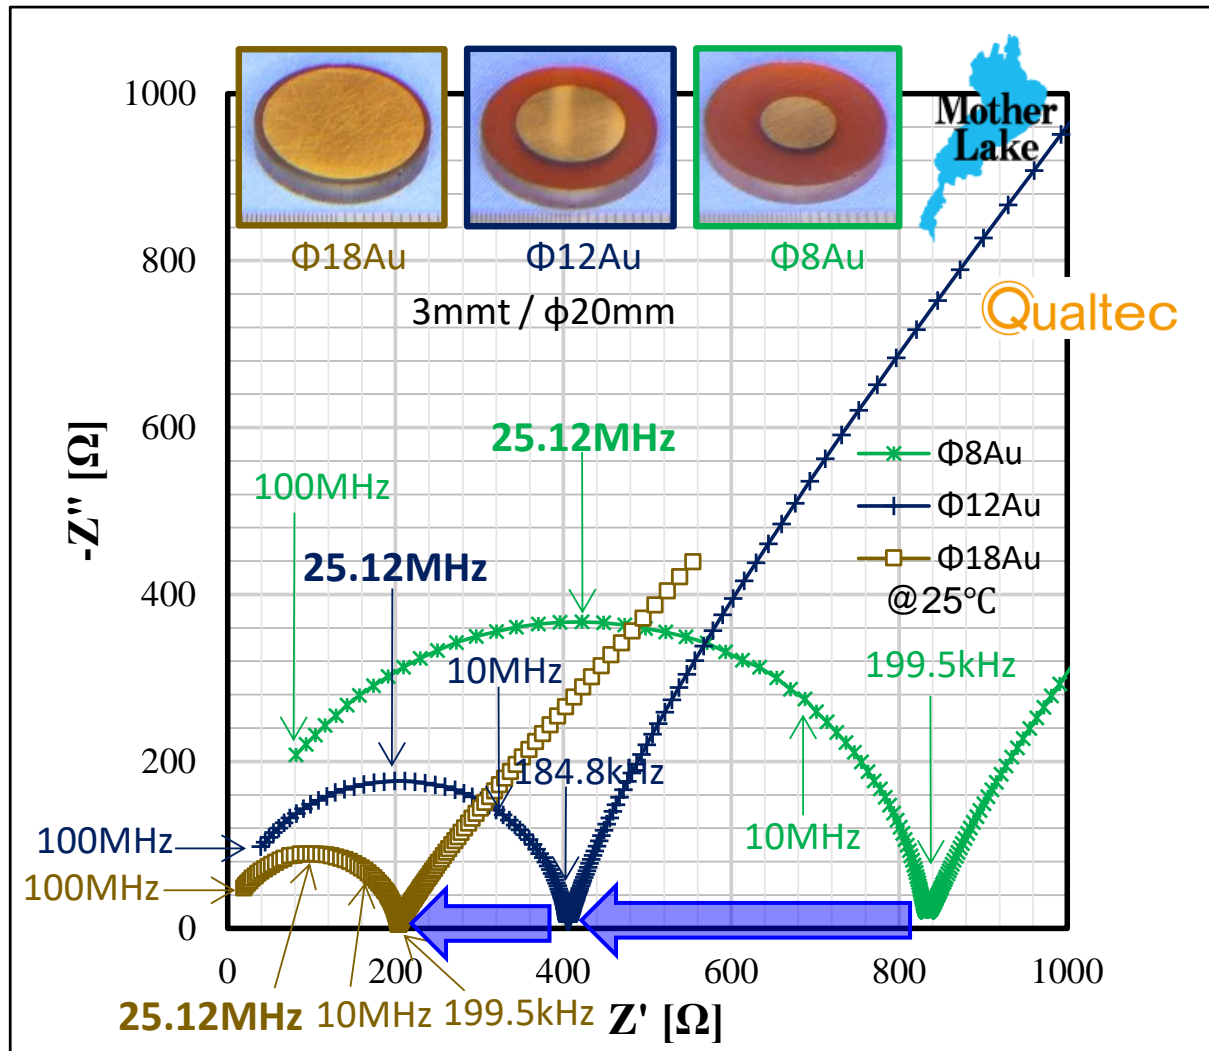 1000
800
600
400
200
0
0
200
400
600
800
1000
-Z'' [Ω]
Z' [Ω]
Φ18Au
Φ12Au
Φ8Au
3mmt / ϕ20mm
Mother
Lake
Qualtec
25.12MHz
100MHz
25.12MHz
Φ8Au
Φ12Au
Φ18Au
@25℃
10MHz
199.5kHz
184.8kHz
10MHz
100MHz
100MHz
25.12MHz
10MHz
199.5kHz